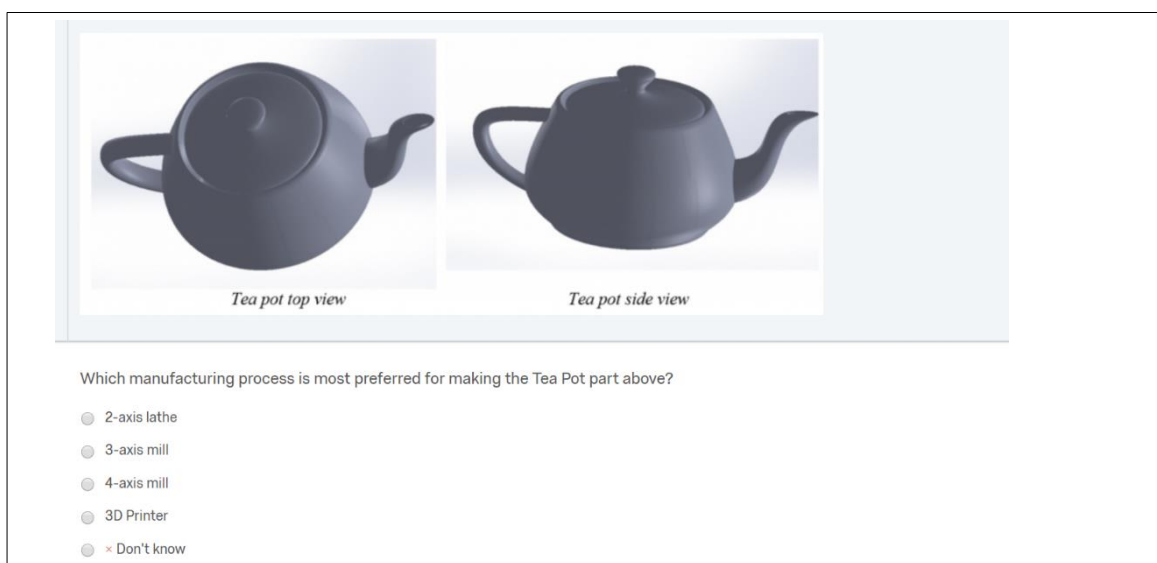 Tea pot top view
Tea pot side view
Which manufacturing process is most preferred for making the Tea Pot part above?
2-axis lathe
3-axis mill
4-axis mill
3D Printer
× Don't know